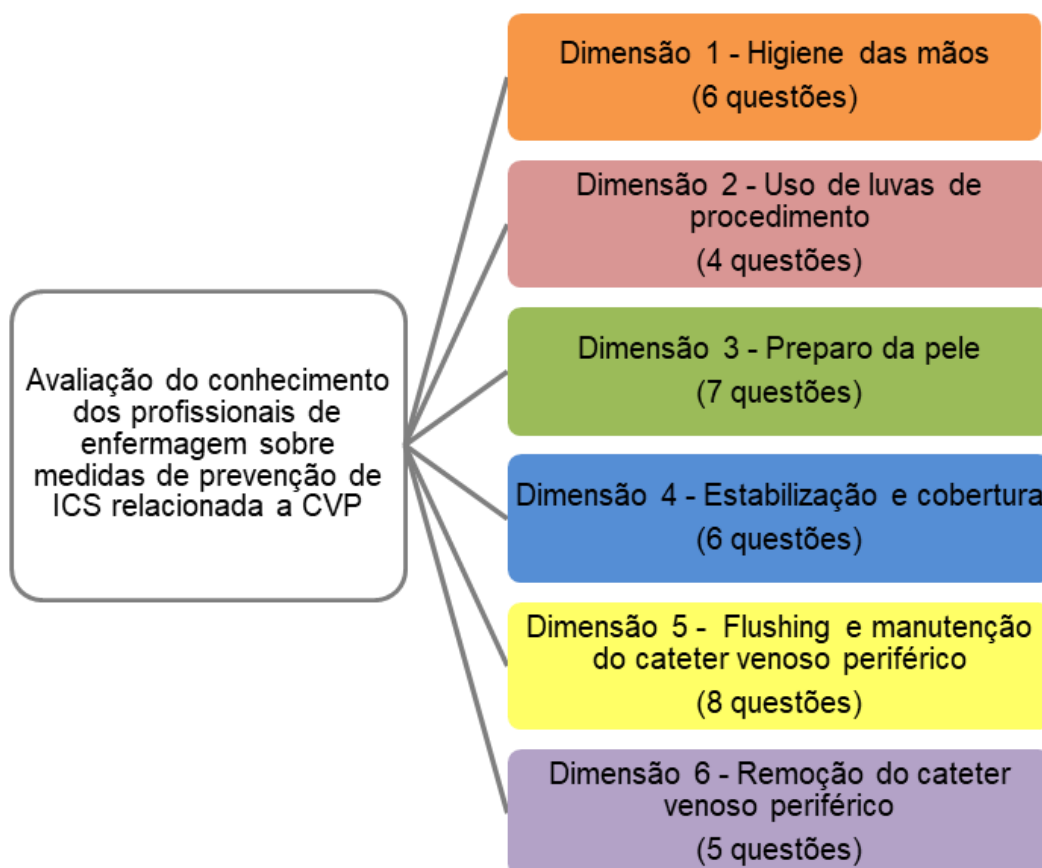 Dimensão 1 - Higiene das mãos
(6 questões)
Dimensão 2 - Uso de luvas de
procedimento
(4 questões)
Dimensão 3 - Preparo da pele
(7 questões)
Avaliação do conhecimento
dos profissionais de
enfermagem sobre
medidas de prevenção de
ICS relacionada a CVP
Dimensão 4 - Estabilização e cobertura
(6 questões)
Dimensão 5 - Flushing e manutenção
do cateter venoso periférico
(8 questões)
Dimensão 6 - Remoção do cateter
venoso periférico
(5 questões)